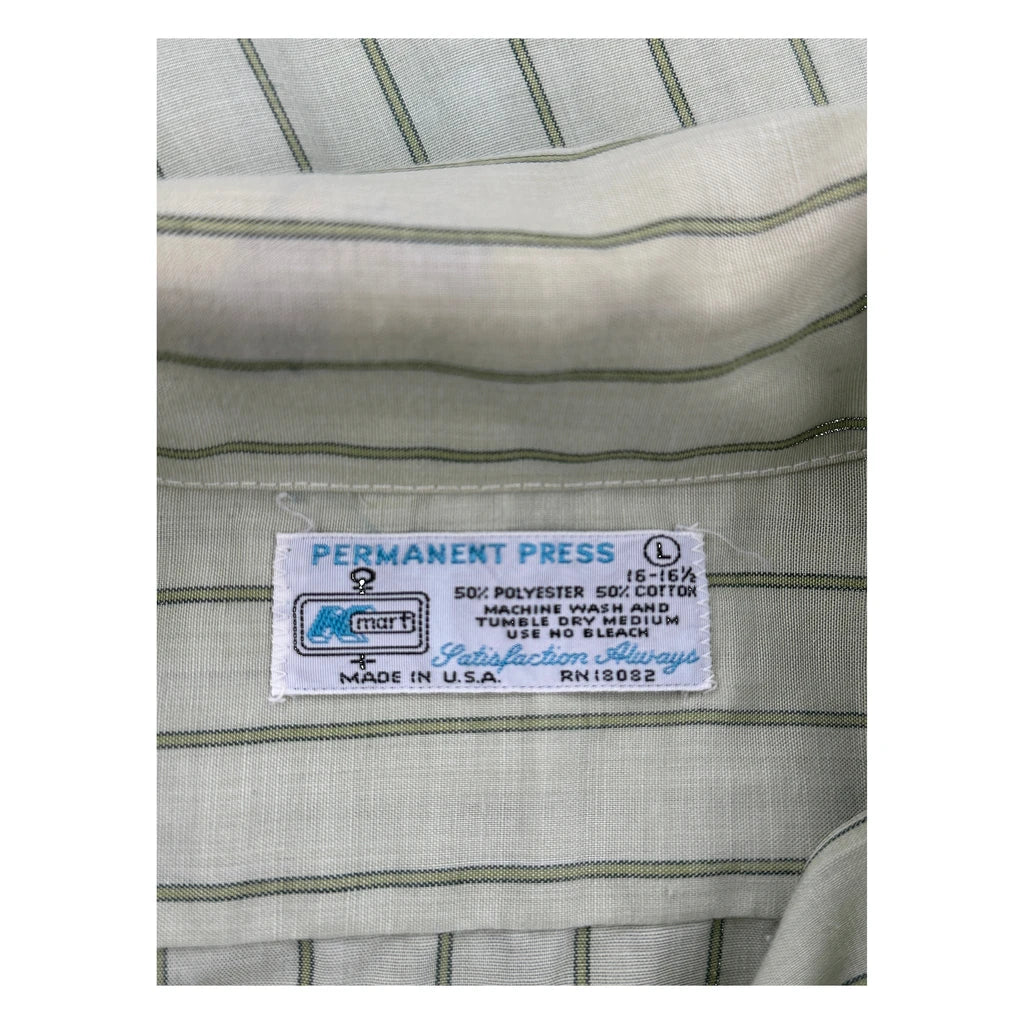 PERMANENT PRESS L
16-16½
50% POLYESTER 50% COTTON
MACHINE WASH AND
TUMBLE DRY MEDIUM
USE NO BLEACH
K mart
Satisfaction Always
MADE IN U.S.A. RN18082